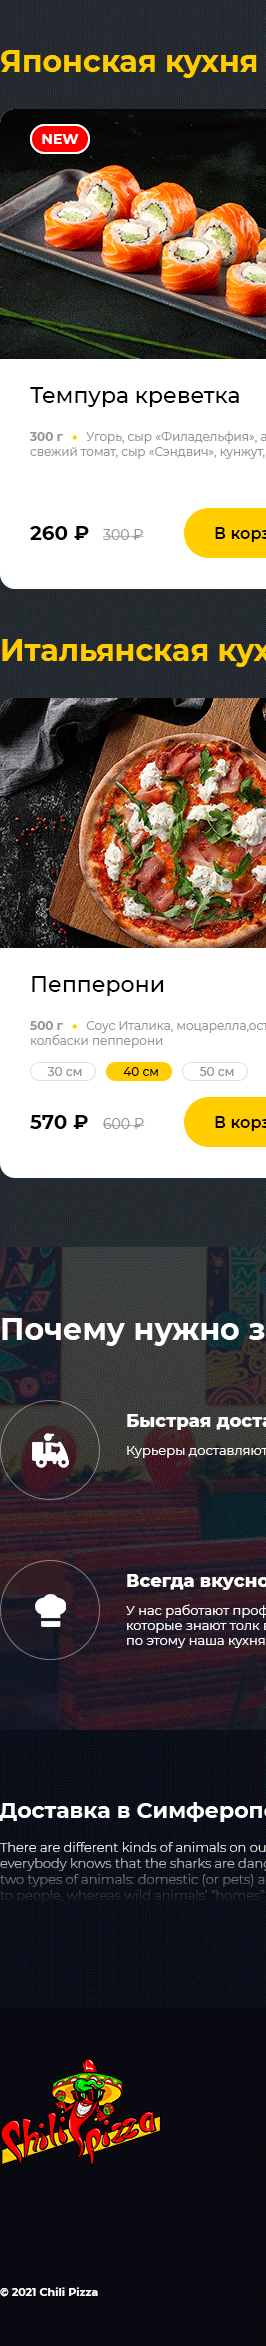 Японская кухня
NEW
Темпура креветка
300 г • Угорь, сыр «Филадельфия»,
свежий томат, сыр «Сэндвич», кунжут,
260 ₽ 300 ₽
В корз
Итальянская кух
Пепперони
500 г • Соус Италика, моцарелла,ост
колбаски пепперони
30 см 40 см 50 см
570 ₽ 600 ₽
В корз
Почему нужно з
Быстрая доста
Курьеры доставляют
Всегда вкусно
У нас работают проф
которые знают толк в
по этому наша кухня
Доставка в Симфероп
There are different kinds of animals on ou
everybody knows that the sharks are dang
two types of animals: domestic (or pets) a
to people, whereas wild animals' "homes"
Shili pizza
© 2021 Chili Pizza